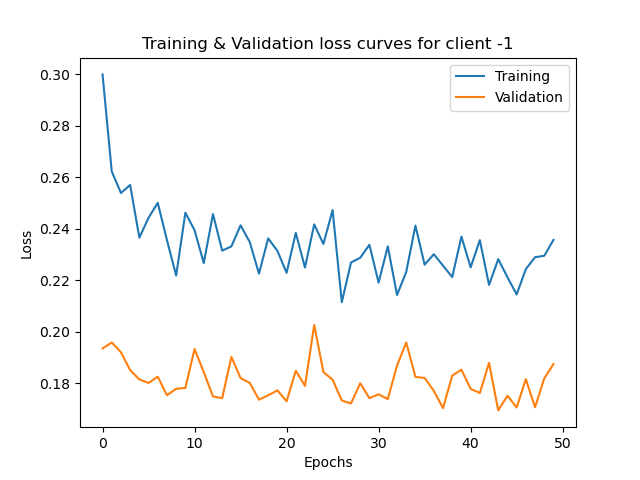 Training & Validation loss curves for client -1
Training
Validation
Loss
0.30
0.28
0.26
0.24
0.22
0.20
0.18
0 10 20 30 40 50
Epochs